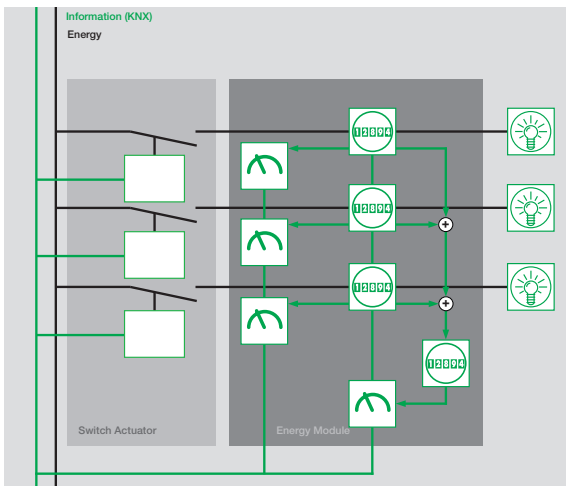 Information (KNX)
Energy
12894
12894
12894
12894
Switch Actuator
Energy Module